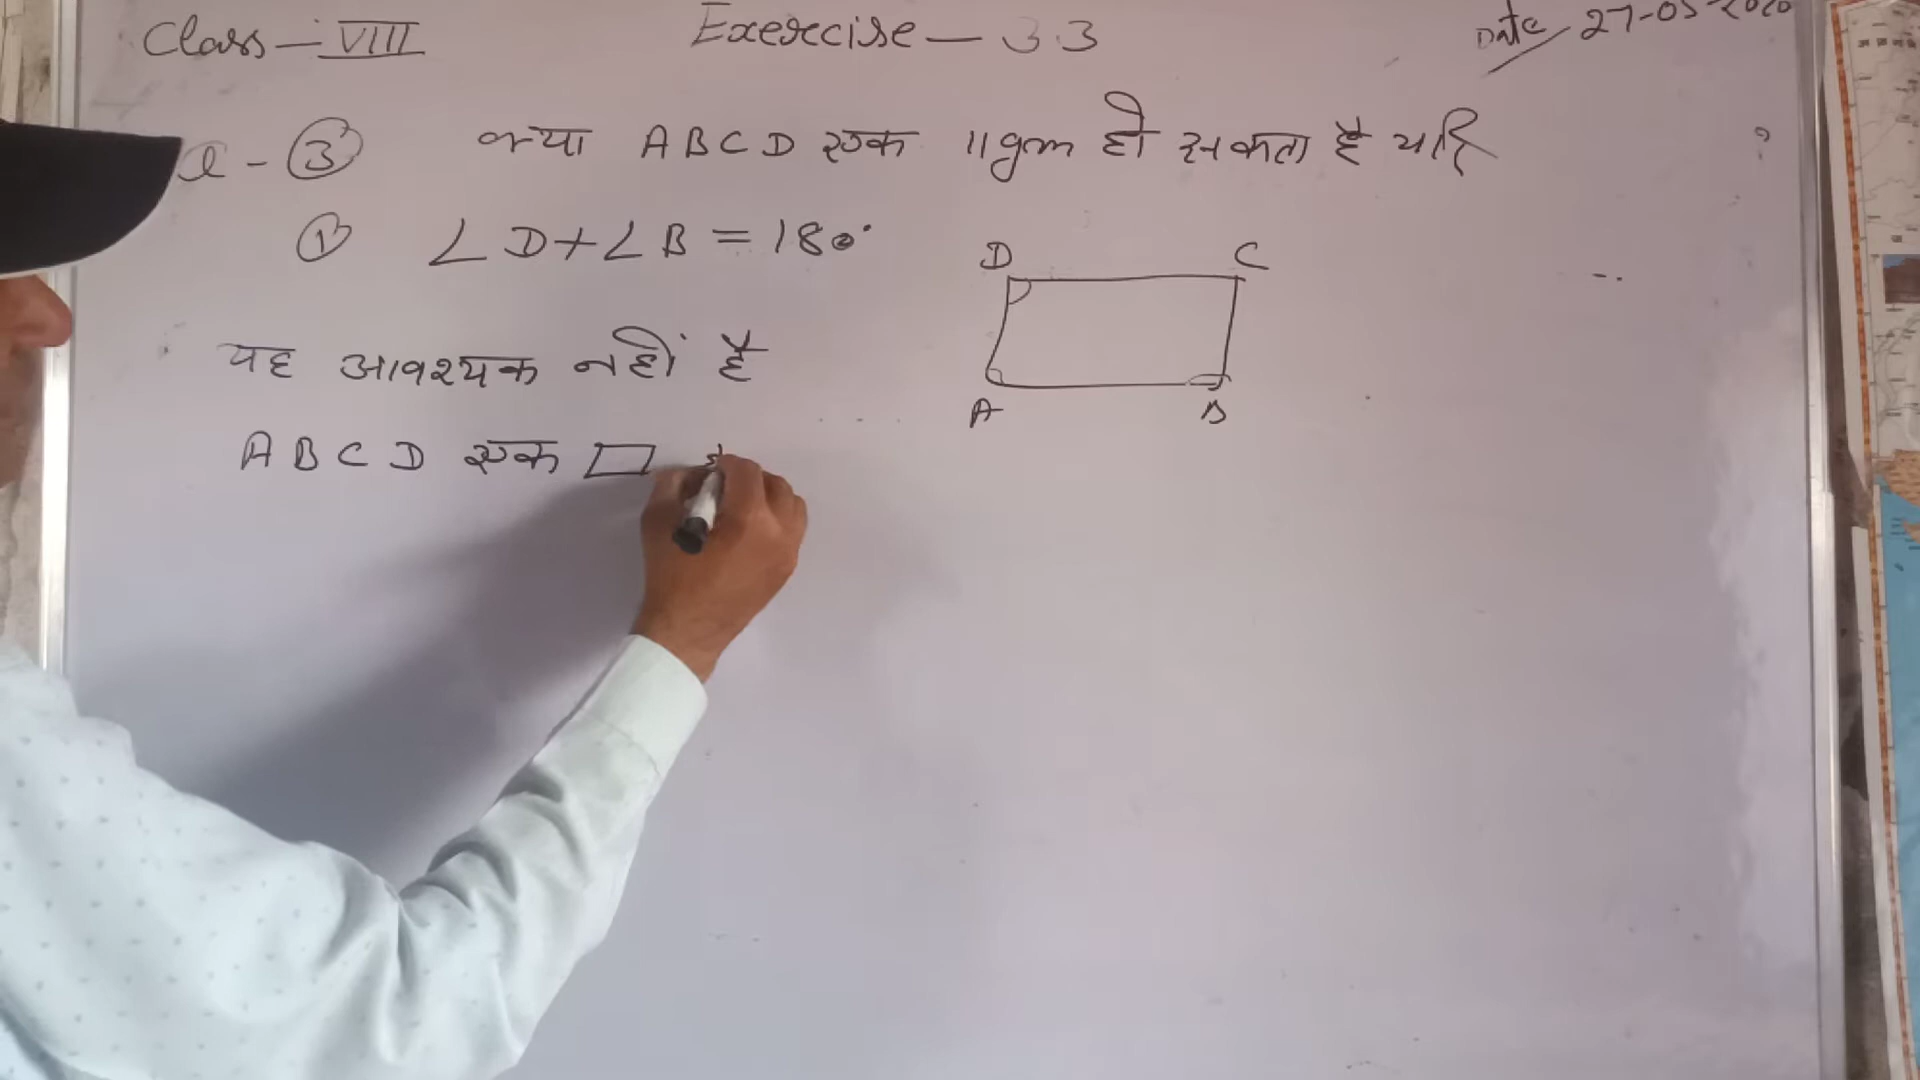 Class - VIII Exercise - 3.3 Date 27-05-2020
Q - 3 क्या ABCD एक ||gm हो सकता है यदि ?
1 ∠D+∠B = 180°
D C
यह आवश्यक नहीं है
A B
ABCD एक ▱